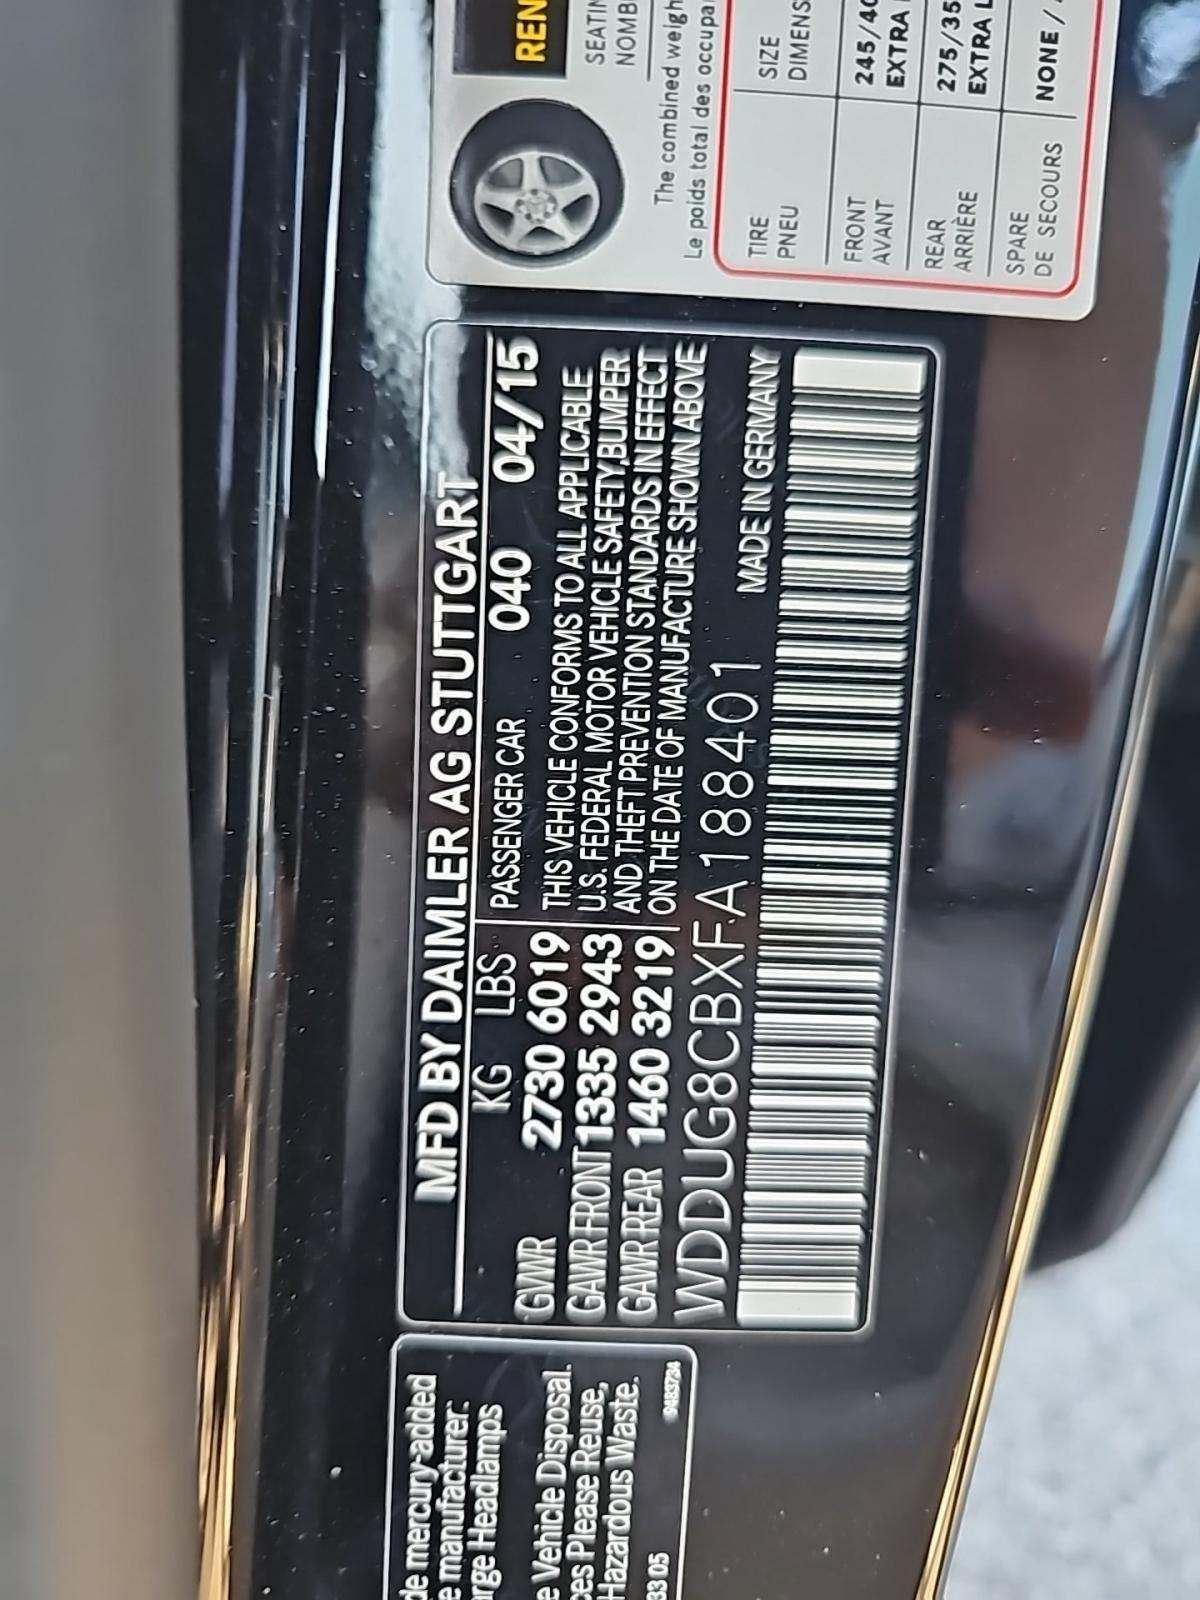 MFD BY DAIMLER AG STUTTGART
KG LBS PASSENGER CAR 040 04/15
GVWR 2730 6019
GAWR FRONT 1335 2943
GAWR REAR 1460 3219
THIS VEHICLE CONFORMS TO ALL APPLICABLE
U.S. FEDERAL MOTOR VEHICLE SAFETY,BUMPER
AND THEFT PREVENTION STANDARDS IN EFFECT
ON THE DATE OF MANUFACTURE SHOWN ABOVE
WDDUG8CBXFA188401 MADE IN GERMANY
de mercury-added
e manufacturer.
arge Headlamps
e Vehicle Disposal.
ces Please Reuse,
Hazardous Waste.
33 05 9483734
REN
SEATIN
NOMB
The combined weigh
Le poids total des occupa
TIRE SIZE
PNEU DIMENS
FRONT 245/40
AVANT EXTRA
REAR 275/35
ARRIÈRE EXTRA L
SPARE NONE /
DE SECOURS